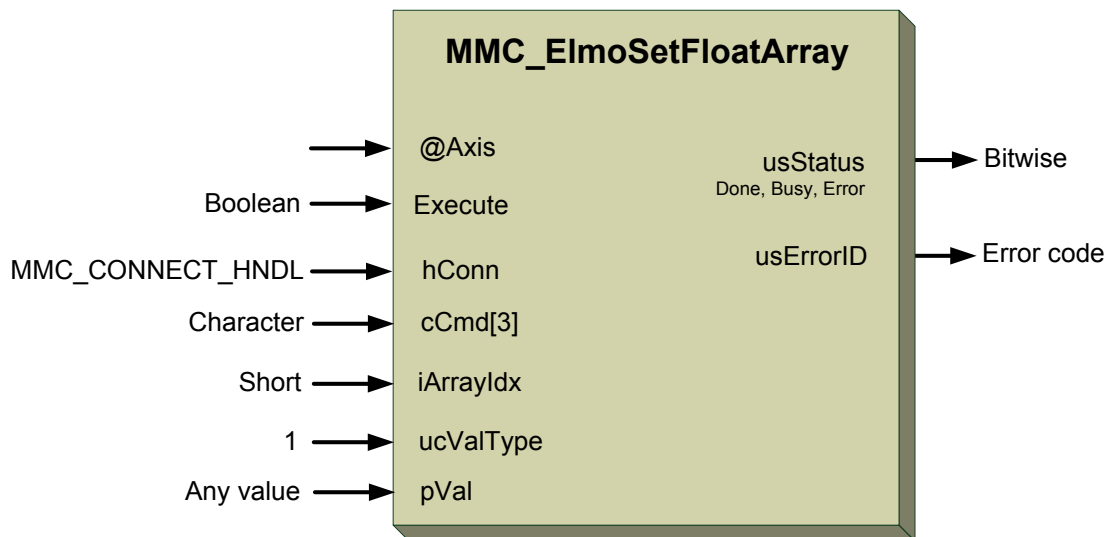 MMC_ElmoSetFloatArray
@Axis
usStatus
Bitwise
Done, Busy, Error
Boolean
Execute
usErrorID
Error code
MMC_CONNECT_HNDL
hConn
Character
cCmd[3]
Short
iArrayIdx
1
ucValType
Any value
pVal